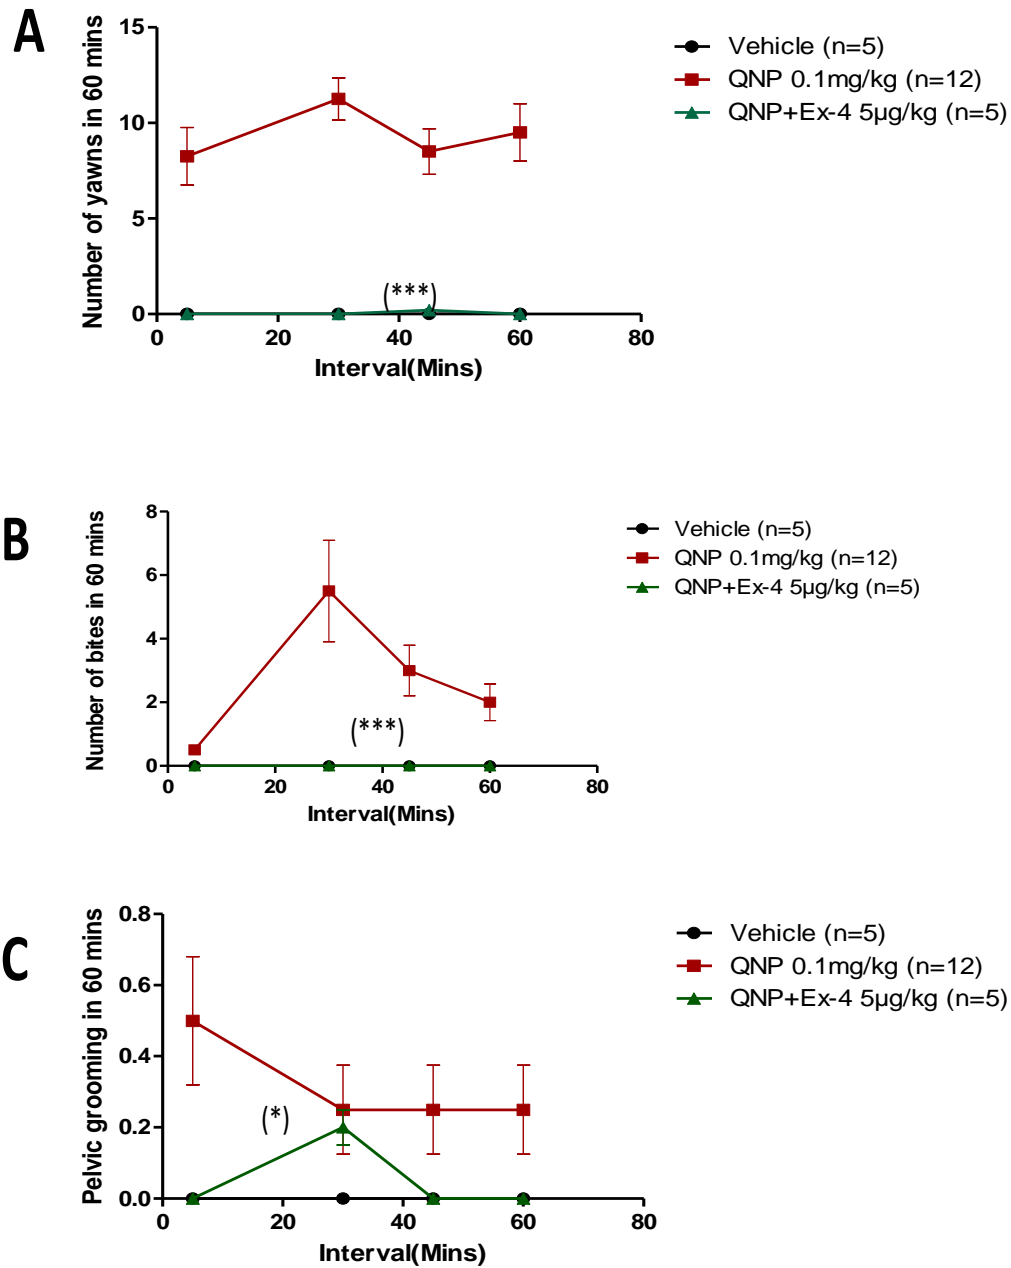 A
Number of yawns in 60 mins
15
10
5
0
0 20 40 60 80
Interval(Mins)
(***)
Vehicle (n=5)
QNP 0.1mg/kg (n=12)
QNP+Ex-4 5µg/kg (n=5)
B
Number of bites in 60 mins
8
6
4
2
0
0 20 40 60 80
Interval(Mins)
(***)
Vehicle (n=5)
QNP 0.1mg/kg (n=12)
QNP+Ex-4 5µg/kg (n=5)
C
Pelvic grooming in 60 mins
0.8
0.6
0.4
0.2
0.0
0 20 40 60 80
Interval(Mins)
(*)
Vehicle (n=5)
QNP 0.1mg/kg (n=12)
QNP+Ex-4 5µg/kg (n=5)